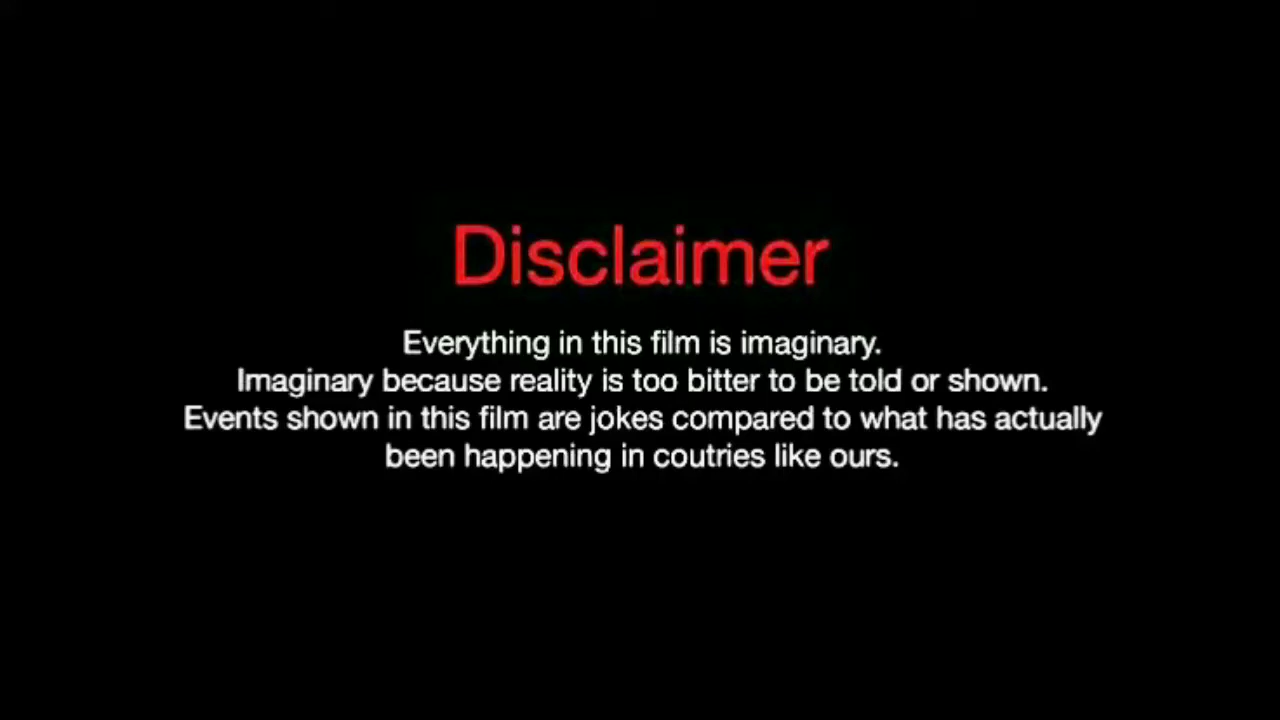 Disclaimer
Everything in this film is imaginary.
Imaginary because reality is too bitter to be told or shown.
Events shown in this film are jokes compared to what has actually
been happening in coutries like ours.